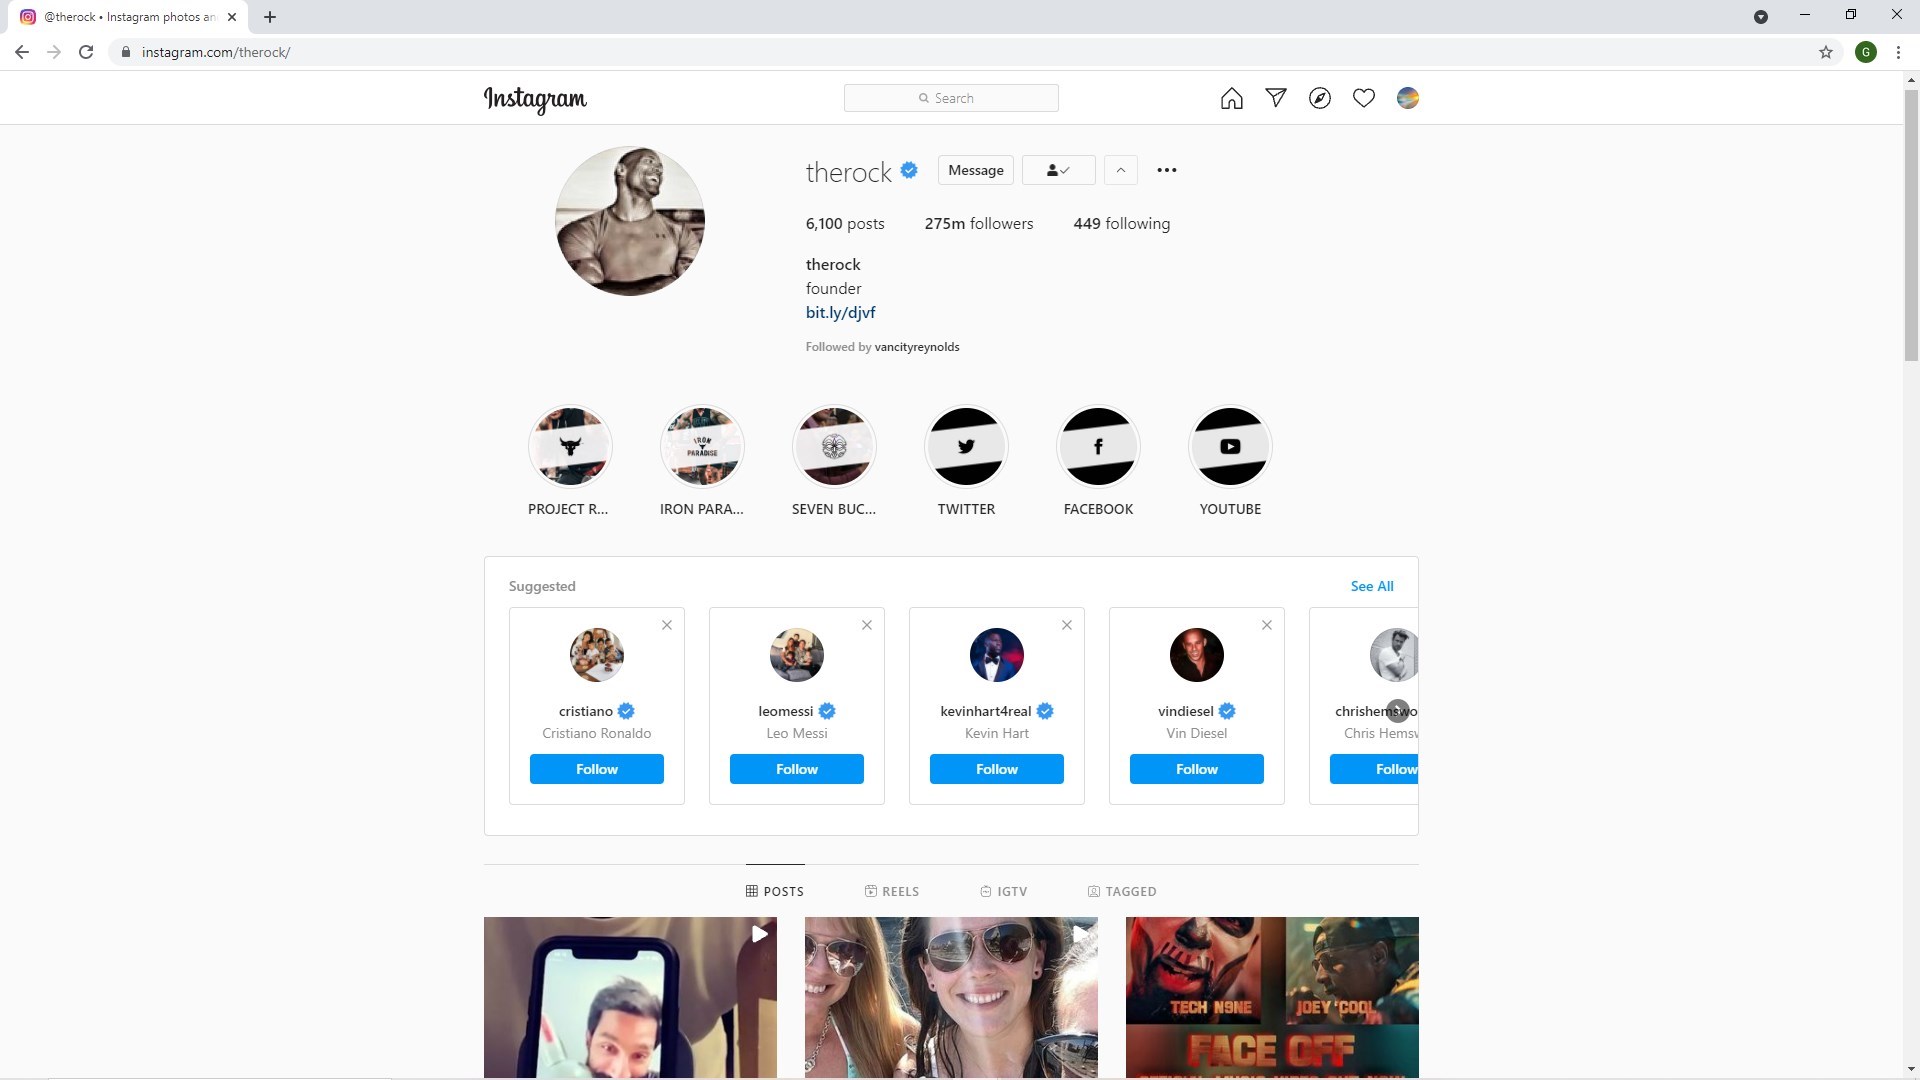 @therock • Instagram photos an
instagram.com/therock/
G
Instagram
Search
therock
Message
6,100 posts 275m followers 449 following
therock
founder
bit.ly/djvf
Followed by vancityreynolds
IRON
PARADISE
PROJECT R... IRON PARA... SEVEN BUC... TWITTER FACEBOOK YOUTUBE
Suggested See All
cristiano leomessi kevinhart4real vindiesel chrishemswo
Cristiano Ronaldo Leo Messi Kevin Hart Vin Diesel Chris Hemsw
Follow Follow Follow Follow Follow
POSTS REELS IGTV TAGGED
TECH N9NE JOEY COOL
FACE OFF